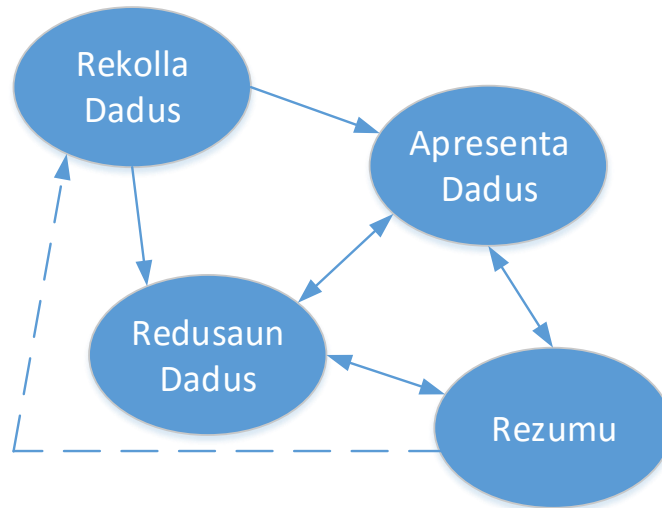 Rekolla
Dadus
Apresenta
Dadus
Redusaun
Dadus
Rezumu